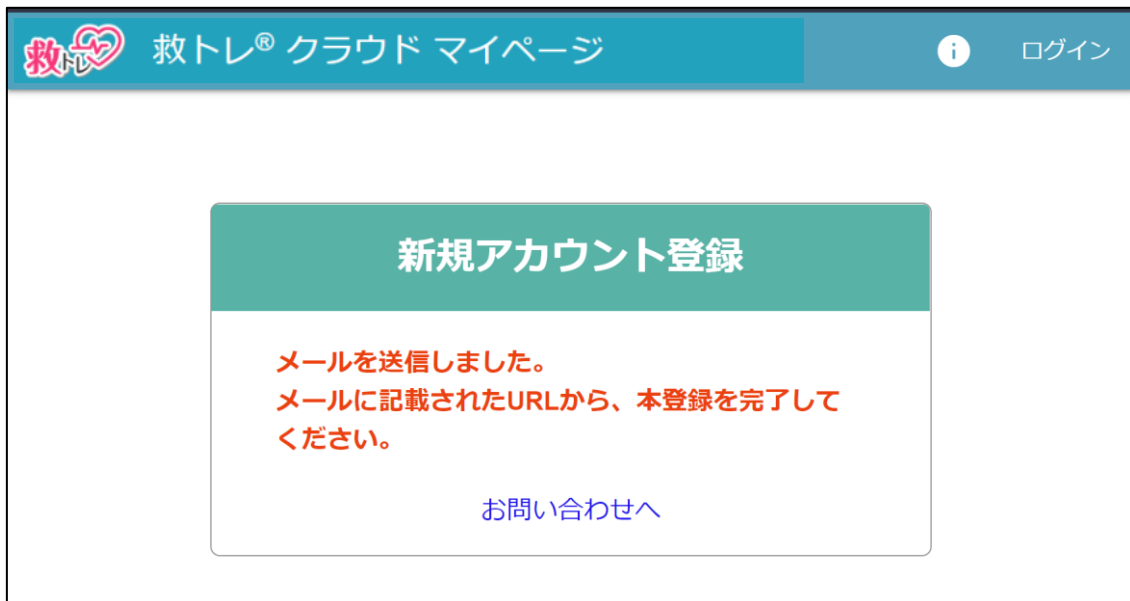 救トレ 救トレ® クラウド マイページ
ログイン
新規アカウント登録
メールを送信しました。
メールに記載されたURLから、本登録を完了して
ください。
お問い合わせへ